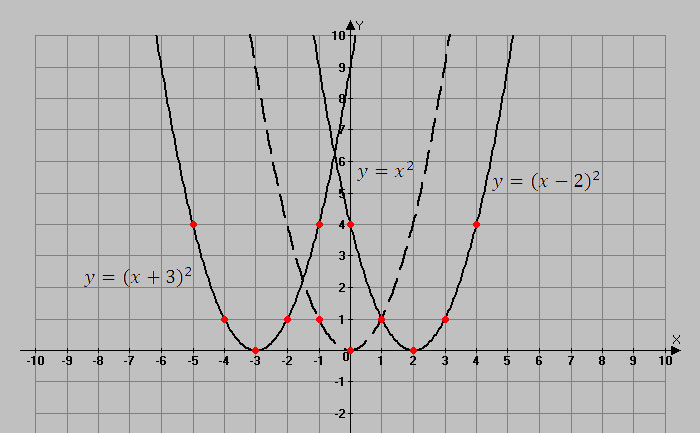 Y
10
9
8
7
6
5
4
3
2
1
y = x²
y = (x − 2)²
y = (x + 3)²
X
-10 -9 -8 -7 -6 -5 -4 -3 -2 -1 0 1 2 3 4 5 6 7 8 9 10
-1
-2